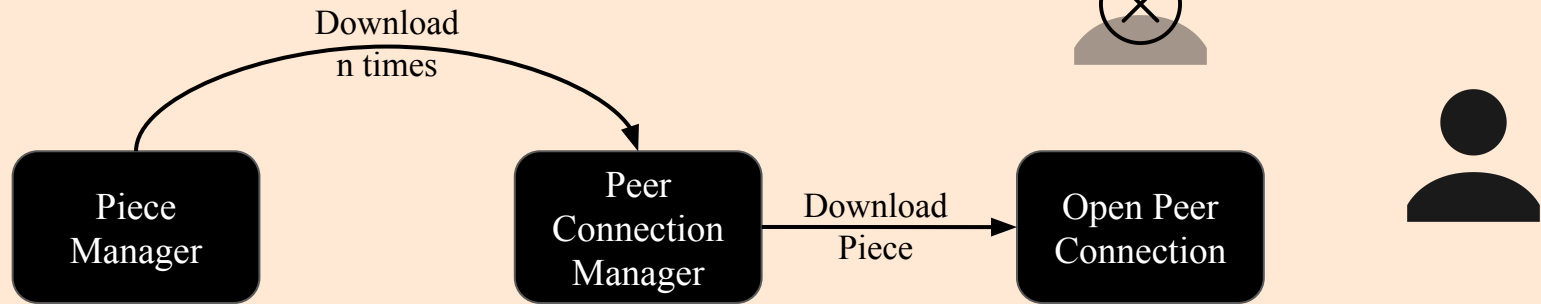 Download
n times
Piece
Manager
Peer
Connection
Manager
Download
Piece
Open Peer
Connection